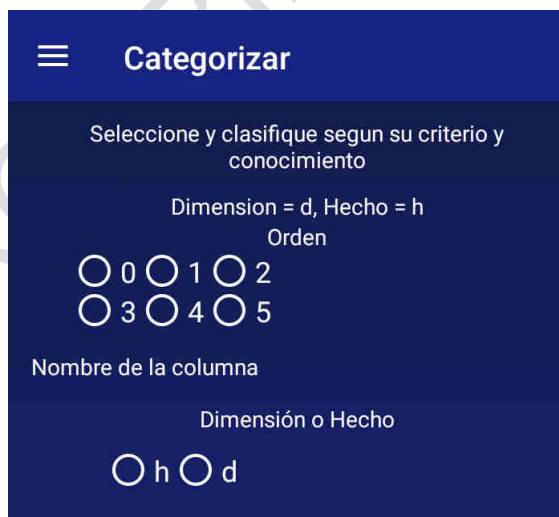 Categorizar
Seleccione y clasifique segun su criterio y
conocimiento
Dimension = d, Hecho = h
Orden
0 1 2
3 4 5
Nombre de la columna
Dimensión o Hecho
h d